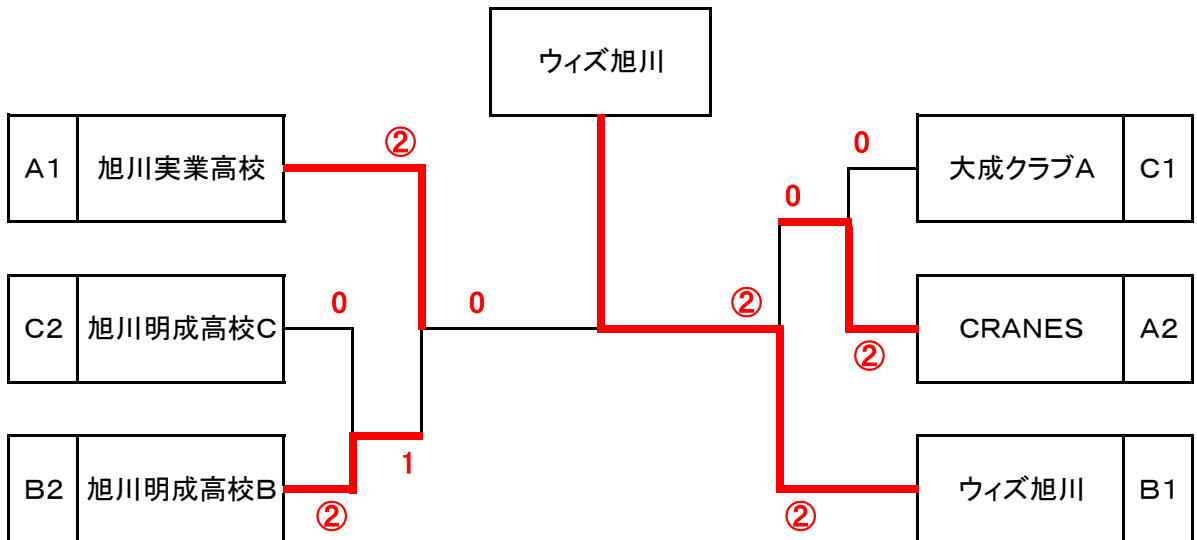 ウィズ旭川
②
0
A1 旭川実業高校
大成クラブA C1
0
0
0
②
C2 旭川明成高校C
CRANES A2
②
1
B2 旭川明成高校B
ウィズ旭川 B1
②
②